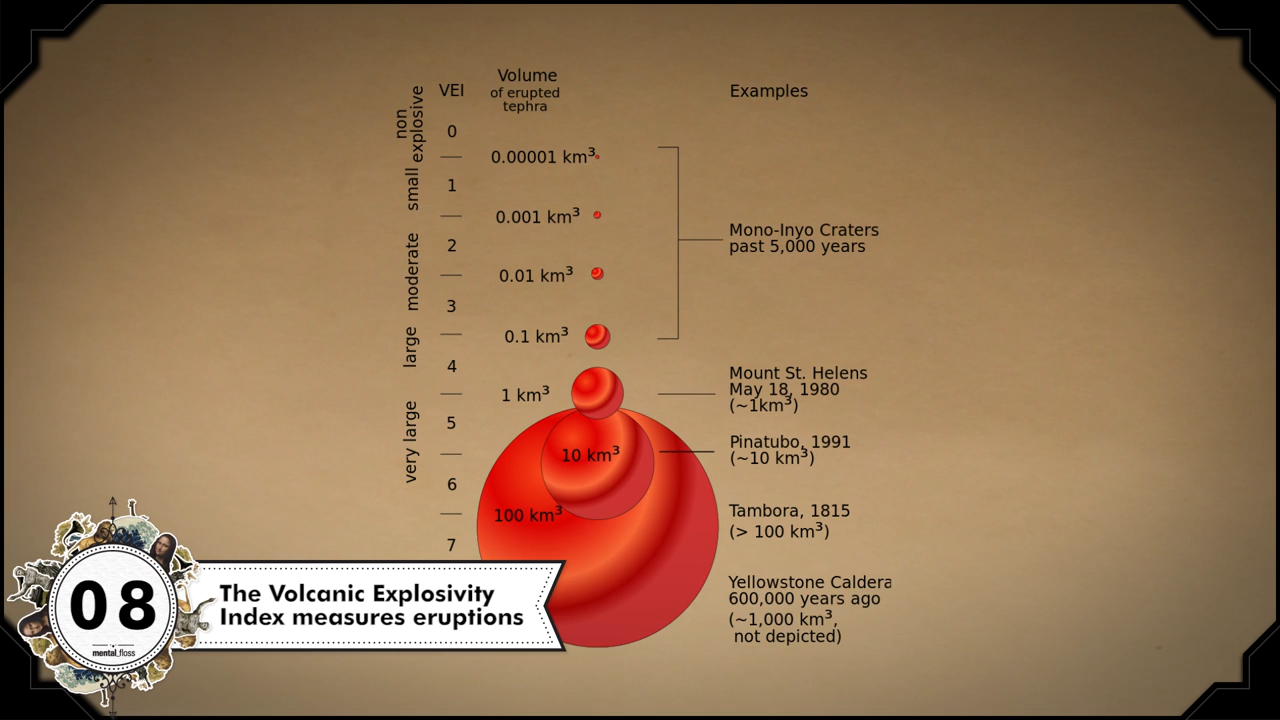 VEI
Volume
of erupted
tephra
Examples
non
explosive
small
moderate
large
very large
0
0.00001 km³
1
0.001 km³
2
0.01 km³
3
0.1 km³
4
1 km³
5
10 km³
6
100 km³
7
Mono-Inyo Craters
past 5,000 years
Mount St. Helens
May 18, 1980
(~1km³)
Pinatubo, 1991
(~10 km³)
Tambora, 1815
(> 100 km³)
Yellowstone Caldera
600,000 years ago
(~1,000 km³,
not depicted)
08
mental_floss
The Volcanic Explosivity
Index measures eruptions